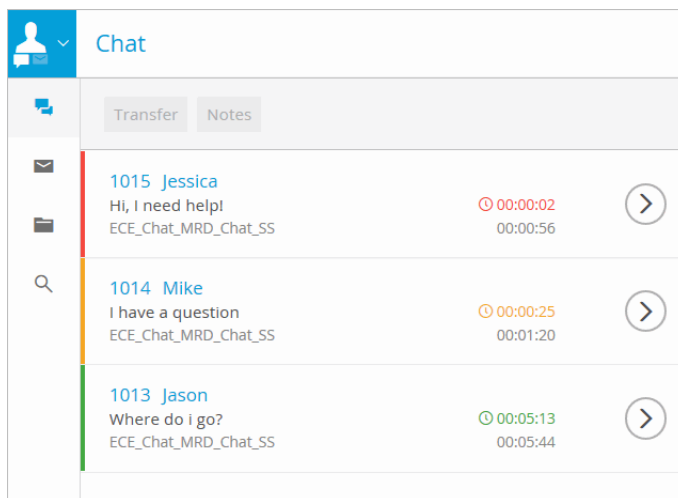 Chat
Transfer Notes
1015 Jessica
Hi, I need help!
00:00:02
ECE_Chat_MRD_Chat_SS
00:00:56
1014 Mike
I have a question
00:00:25
ECE_Chat_MRD_Chat_SS
00:01:20
1013 Jason
Where do i go?
00:05:13
ECE_Chat_MRD_Chat_SS
00:05:44